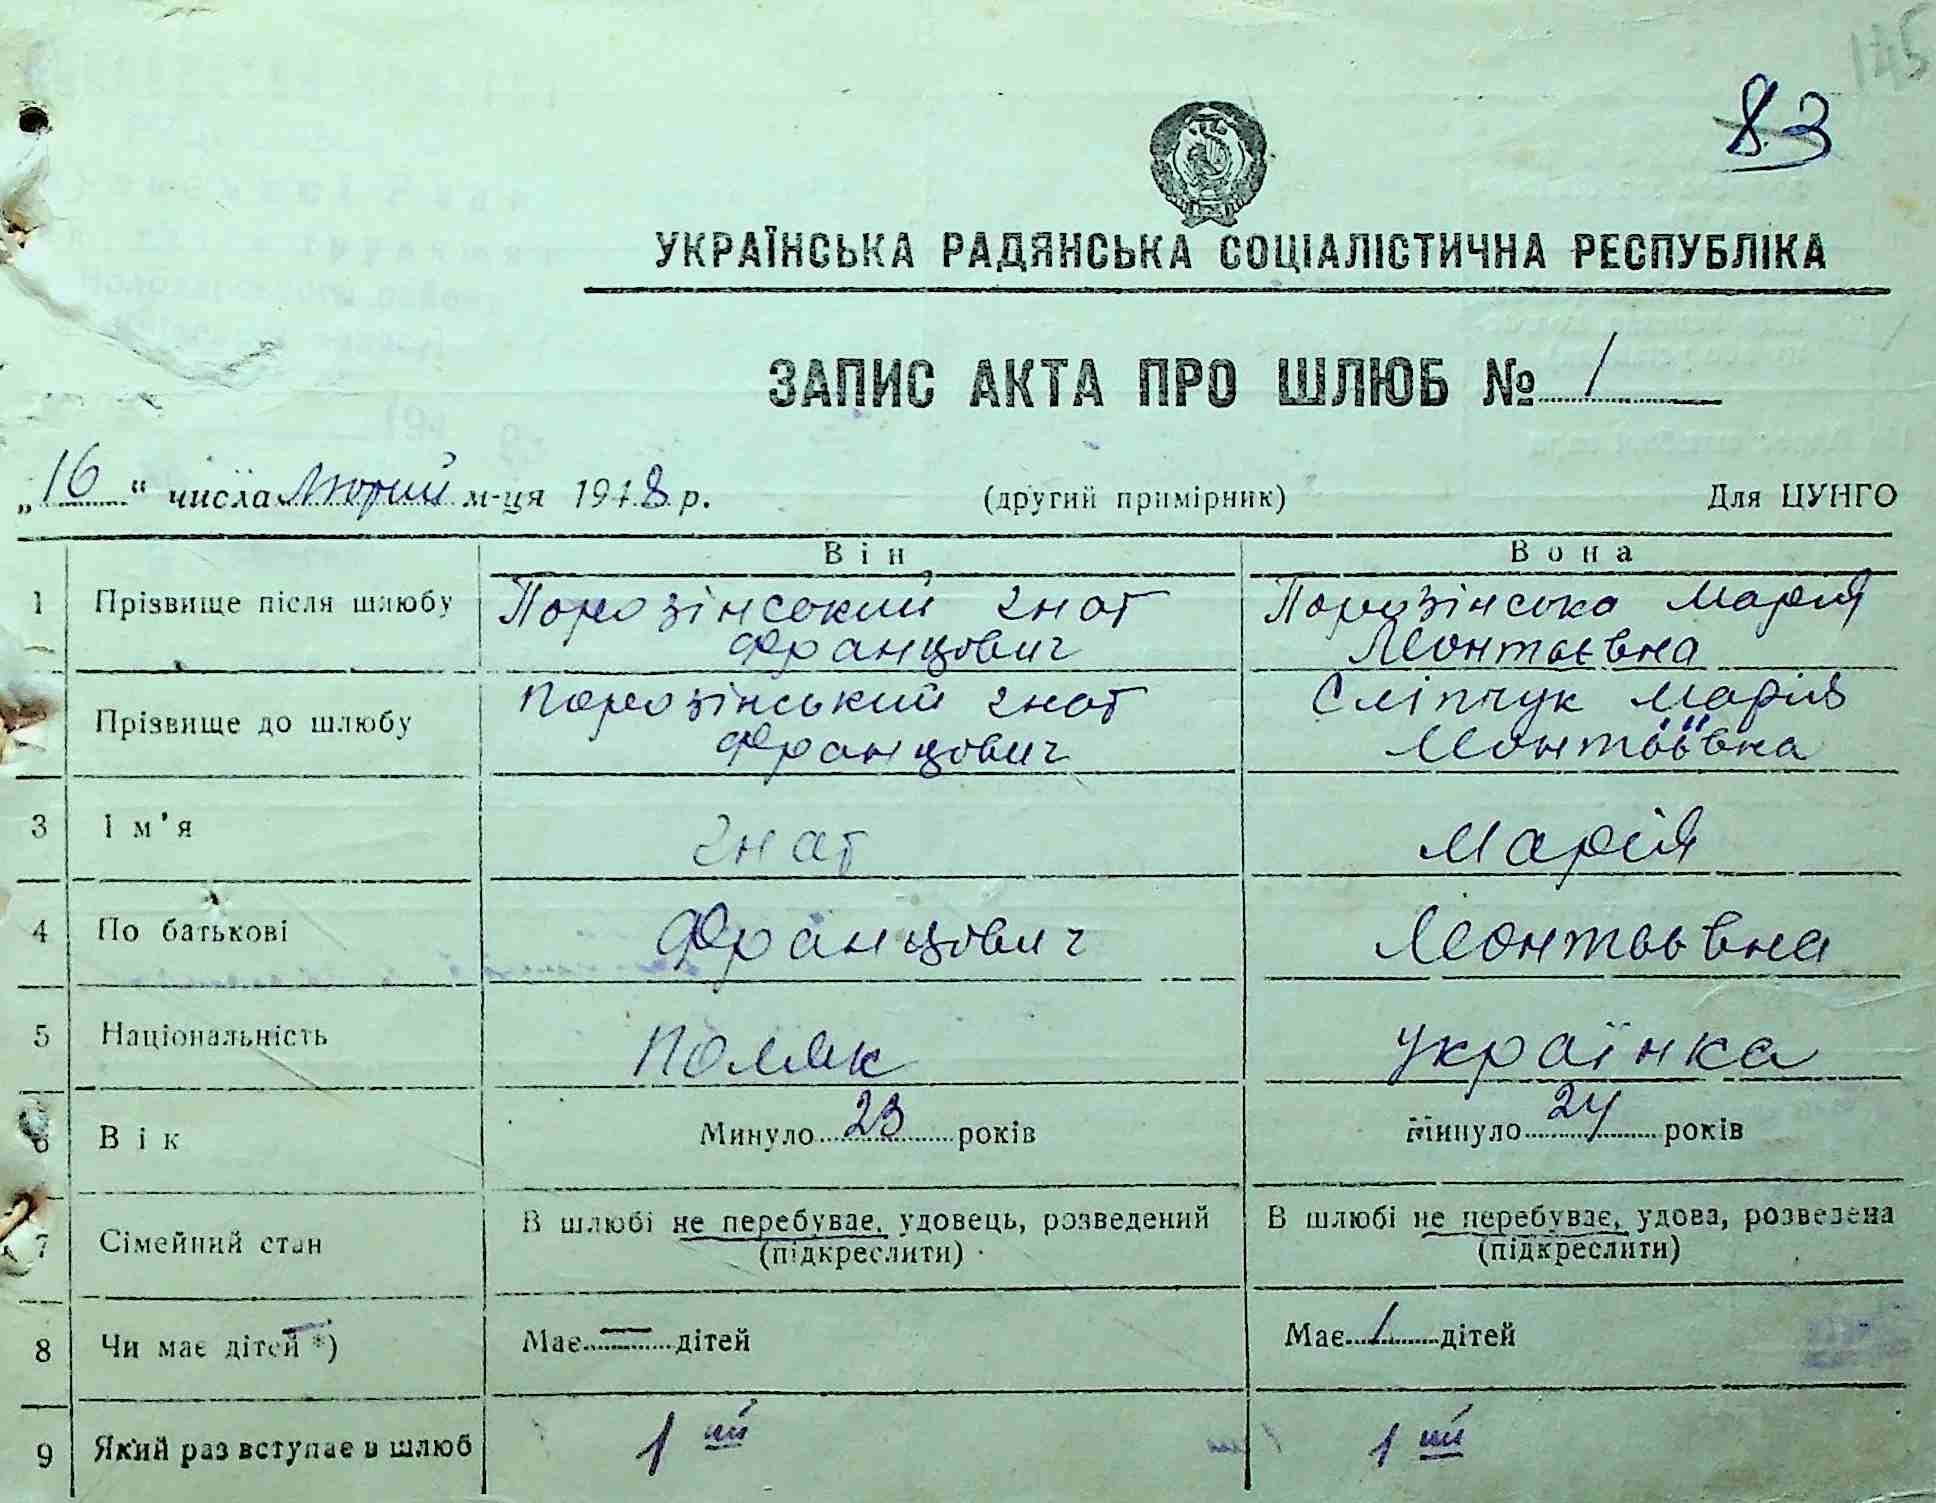 145
83
УКРАЇНСЬКА РАДЯНСЬКА СОЦІАЛІСТИЧНА РЕСПУБЛІКА
ЗАПИС АКТА ПРО ШЛЮБ № 1
„16“ числа Лютий м-ця 1948 р. (другий примірник) Для ЦУНГО
Він Вона
1 Прізвище після шлюбу Порозінський Гнат Порозінська Марія
Францович Леонтьєвна
Прізвище до шлюбу Порозінський Гнат Сліпчук Марія
Францович Леонтьївна
3 Ім'я Гнат Марія
4 По батькові Францович Леонтьєвна
5 Національність Поляк Українка
6 Вік Минуло 23 років Минуло 24 років
7 Сімейний стан В шлюбі не перебуває, удовець, розведений В шлюбі не перебуває, удова, розведена
(підкреслити) (підкреслити)
8 Чи має дітей *) Має — дітей Має 1 дітей
9 Який раз вступає в шлюб 1 ий 1 ий